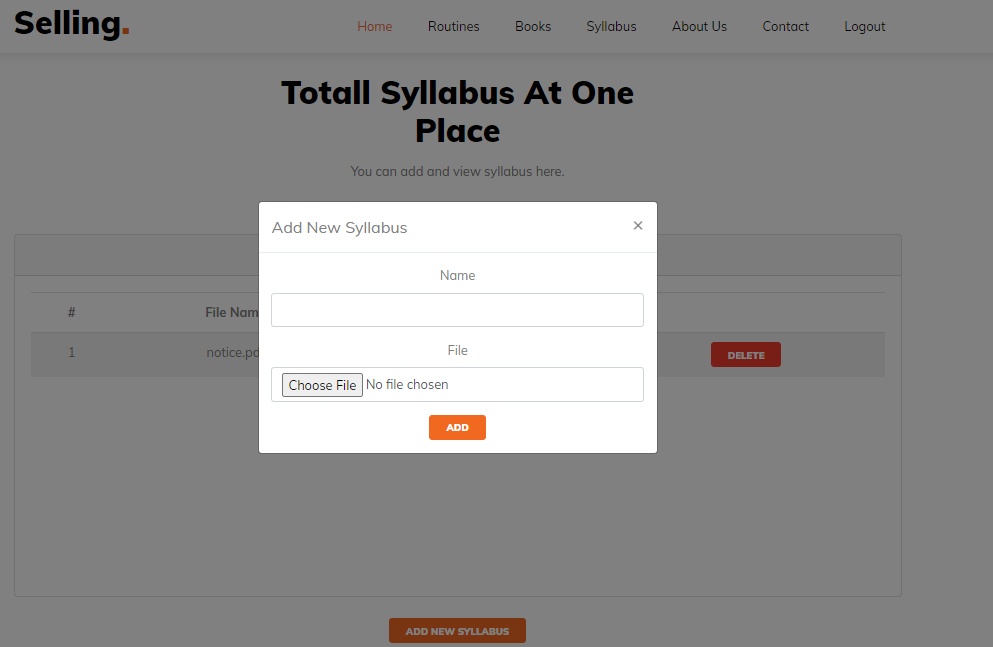 Selling.
Home Routines Books Syllabus About Us Contact Logout
Totall Syllabus At One
Place
You can add and view syllabus here.
Add New Syllabus ×
Name
# File Nam
1 notice.pd DELETE
File
Choose File No file chosen
ADD
ADD NEW SYLLABUS